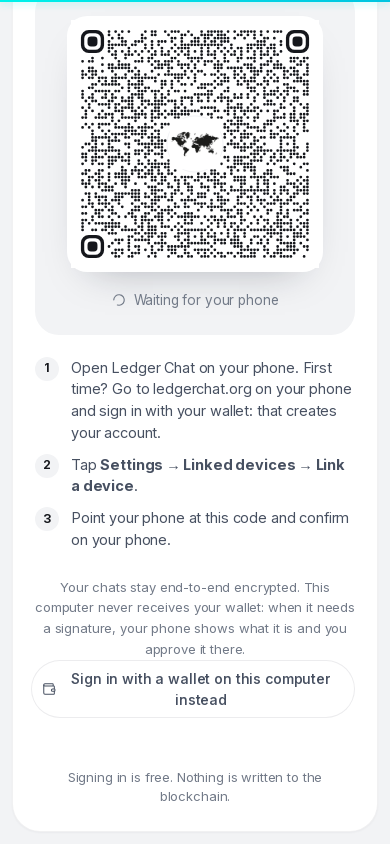 Waiting for your phone
1 Open Ledger Chat on your phone. First
time? Go to ledgerchat.org on your phone
and sign in with your wallet: that creates
your account.
2 Tap Settings → Linked devices → Link
a device.
3 Point your phone at this code and confirm
on your phone.
Your chats stay end-to-end encrypted. This
computer never receives your wallet: when it needs
a signature, your phone shows what it is and you
approve it there.
Sign in with a wallet on this computer
instead
Signing in is free. Nothing is written to the
blockchain.